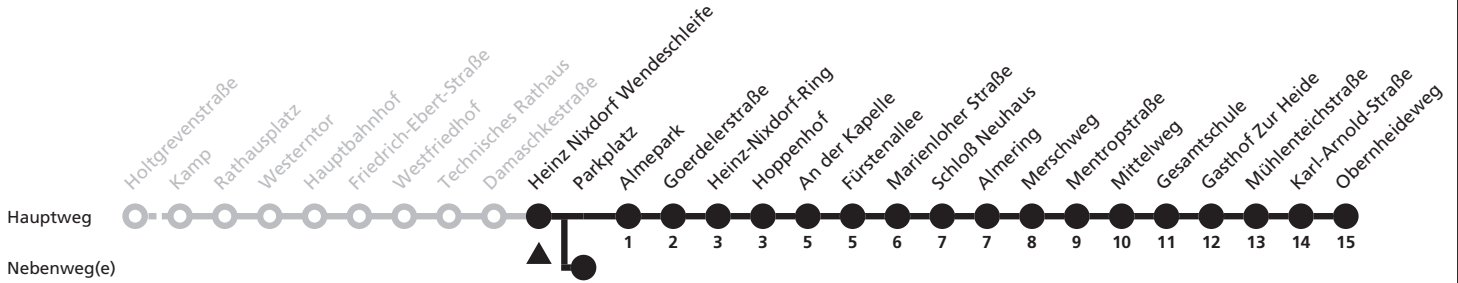 Holtgrevenstraße
Kamp
Rathausplatz
Westerntor
Hauptbahnhof
Friedrich-Ebert-Straße
Westfriedhof
Technisches Rathaus
Damaschkestraße
Heinz Nixdorf Wendeschleife
Parkplatz
Almepark
Goerdelerstraße
Heinz-Nixdorf-Ring
Hoppenhof
An der Kapelle
Fürstenallee
Marienloher Straße
Schloß Neuhaus
Almering
Merschweg
Mentropstraße
Mittelweg
Gesamtschule
Gasthof Zur Heide
Mühlenteichstraße
Karl-Arnold-Straße
Obernheideweg
Hauptweg
1 2 3 3 5 5 6 7 7 8 9 10 11 12 13 14 15
Nebenweg(e)